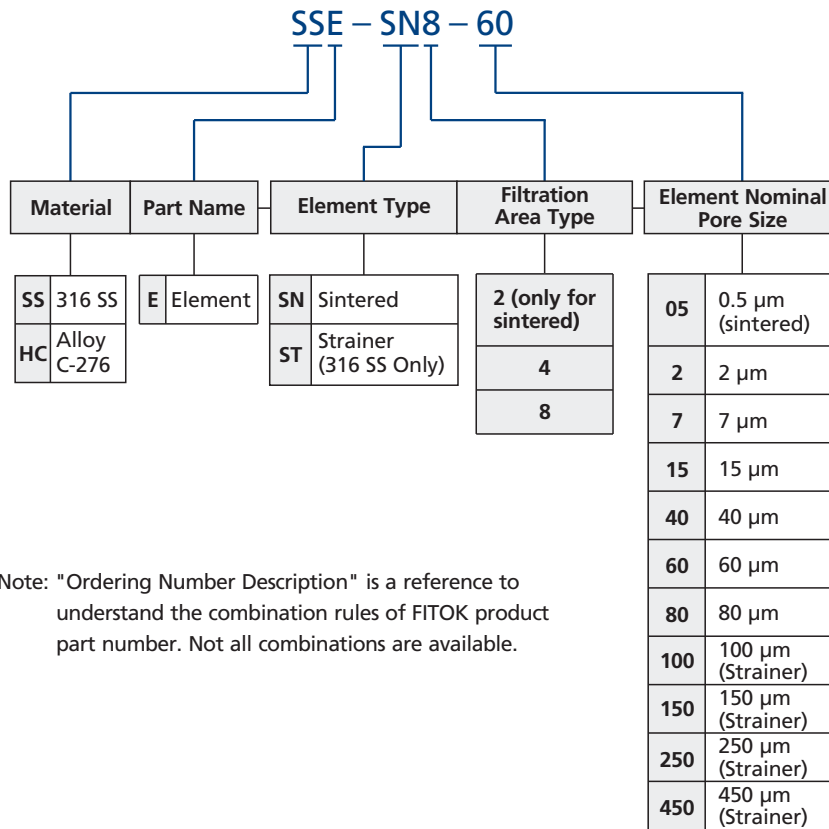 SSE – SN8 – 60
Material
Part Name
Element Type
Filtration
Area Type
Element Nominal
Pore Size
SS 316 SS
HC Alloy
C-276
E Element
SN Sintered
ST Strainer
(316 SS Only)
2 (only for
sintered)
4
8
05 0.5 µm
(sintered)
2 2 µm
7 7 µm
15 15 µm
40 40 µm
60 60 µm
80 80 µm
100 100 µm
(Strainer)
150 150 µm
(Strainer)
250 250 µm
(Strainer)
450 450 µm
(Strainer)
Note: "Ordering Number Description" is a reference to
understand the combination rules of FITOK product
part number. Not all combinations are available.